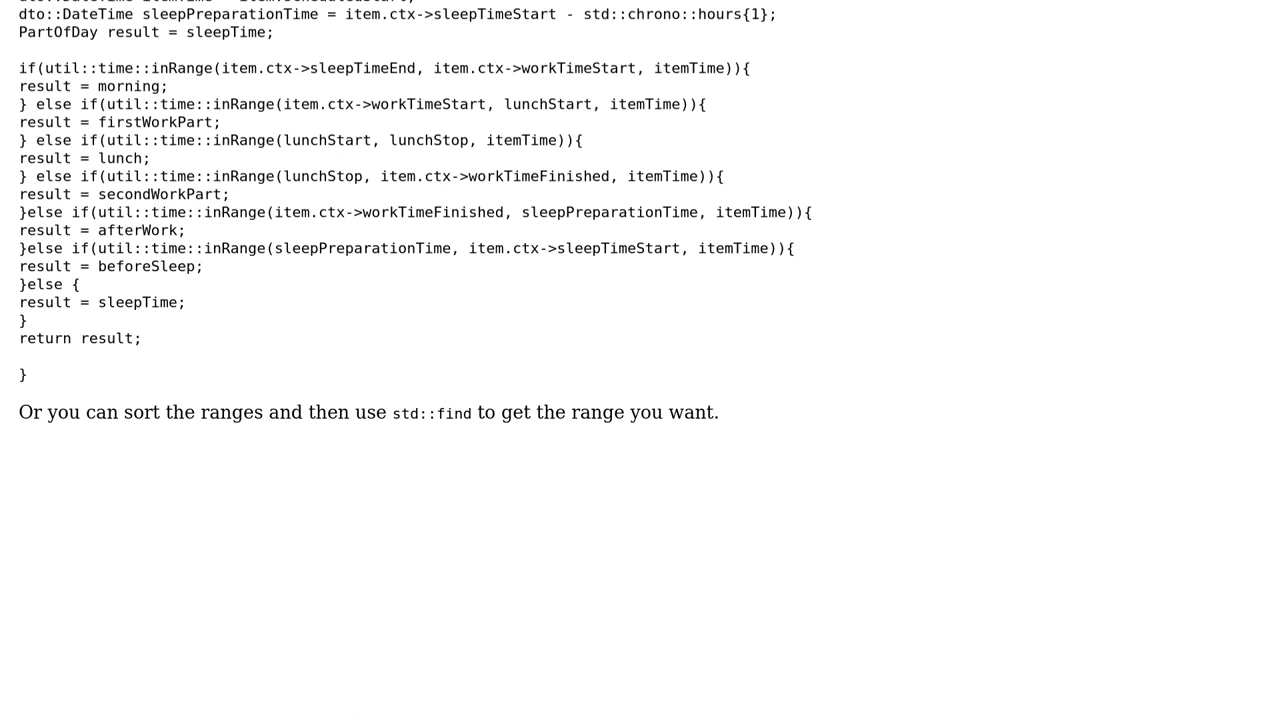 dto::DateTime sleepPreparationTime = item.ctx->sleepTimeStart - std::chrono::hours{1};
PartOfDay result = sleepTime;
if(util::time::inRange(item.ctx->sleepTimeEnd, item.ctx->workTimeStart, itemTime)){
result = morning;
} else if(util::time::inRange(item.ctx->workTimeStart, lunchStart, itemTime)){
result = firstWorkPart;
} else if(util::time::inRange(lunchStart, lunchStop, itemTime)){
result = lunch;
} else if(util::time::inRange(lunchStop, item.ctx->workTimeFinished, itemTime)){
result = secondWorkPart;
}else if(util::time::inRange(item.ctx->workTimeFinished, sleepPreparationTime, itemTime)){
result = afterWork;
}else if(util::time::inRange(sleepPreparationTime, item.ctx->sleepTimeStart, itemTime)){
result = beforeSleep;
}else {
result = sleepTime;
}
return result;
}
Or you can sort the ranges and then use std::find to get the range you want.